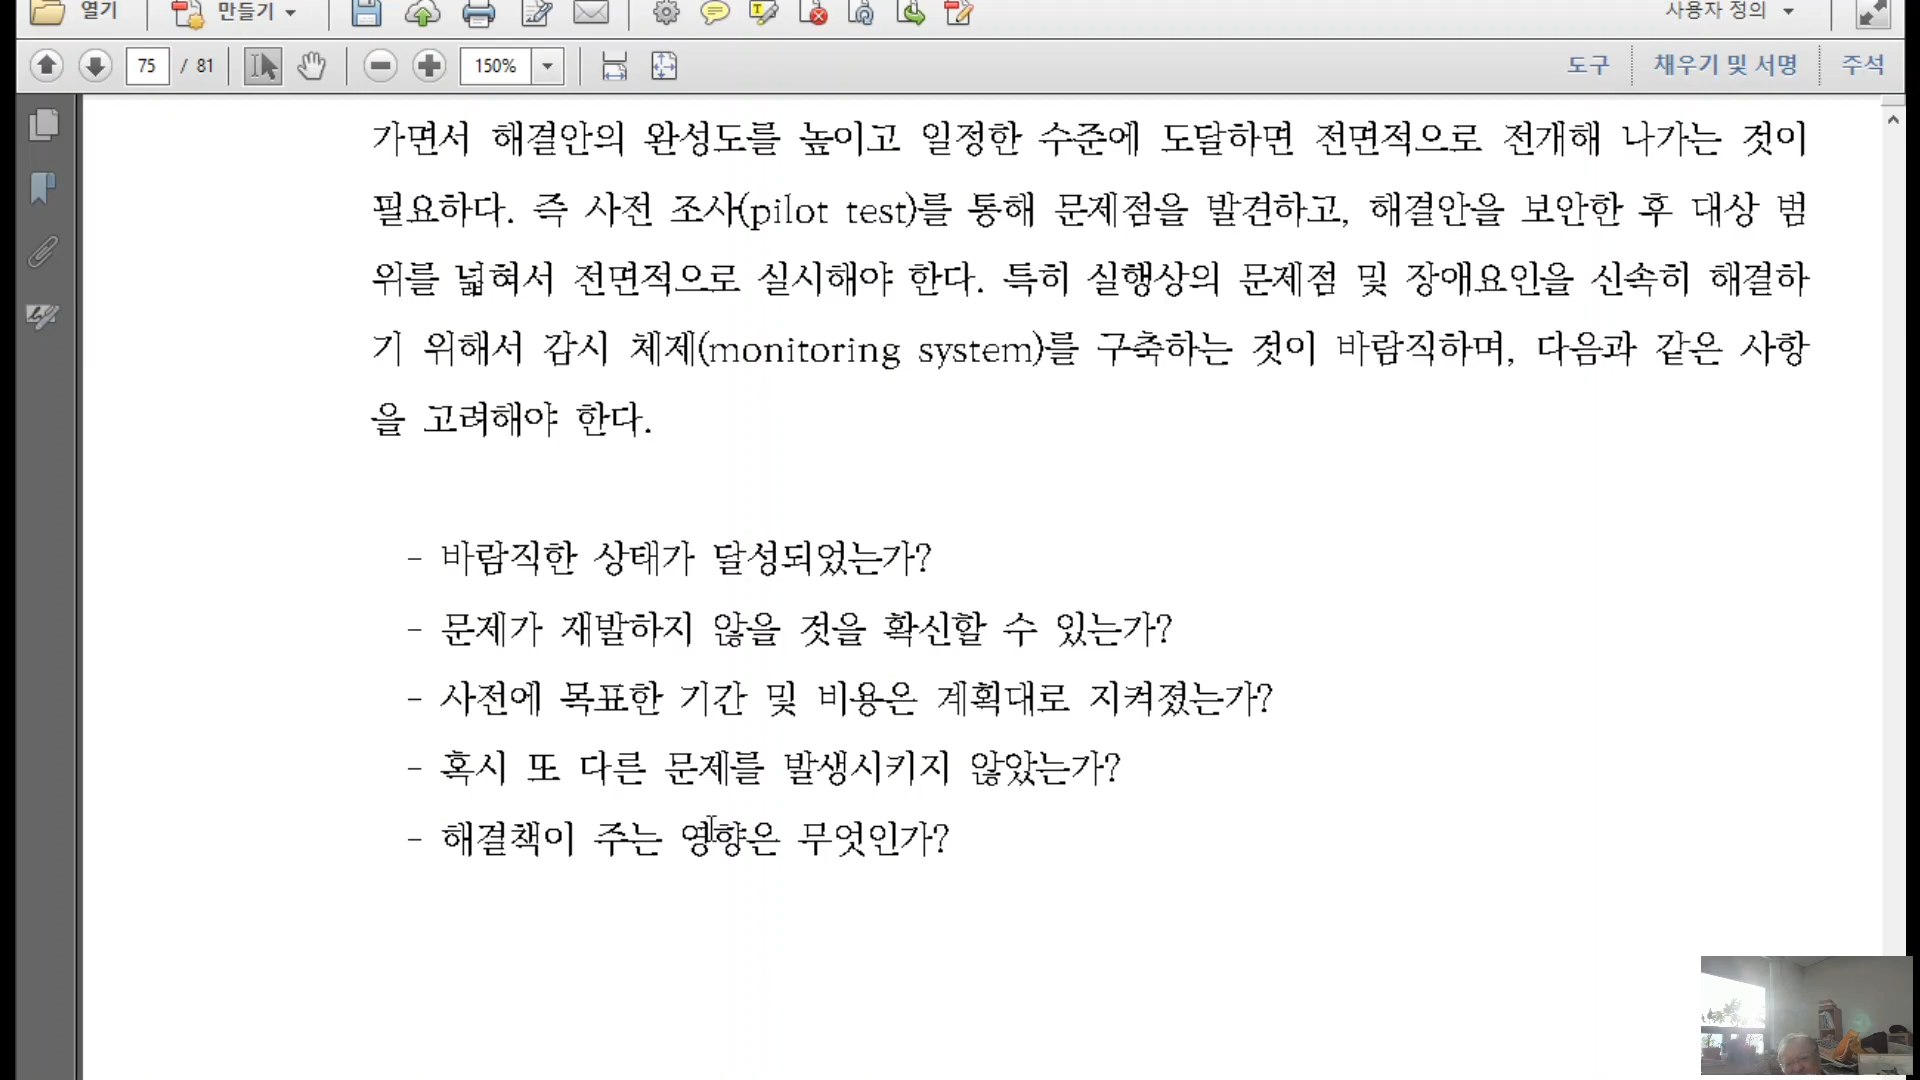 열기
만들기
사용자 정의
75 / 81
150%
도구
채우기 및 서명
주석
가면서 해결안의 완성도를 높이고 일정한 수준에 도달하면 전면적으로 전개해 나가는 것이
필요하다. 즉 사전 조사(pilot test)를 통해 문제점을 발견하고, 해결안을 보안한 후 대상 범
위를 넓혀서 전면적으로 실시해야 한다. 특히 실행상의 문제점 및 장애요인을 신속히 해결하
기 위해서 감시 체제(monitoring system)를 구축하는 것이 바람직하며, 다음과 같은 사항
을 고려해야 한다.
- 바람직한 상태가 달성되었는가?
- 문제가 재발하지 않을 것을 확신할 수 있는가?
- 사전에 목표한 기간 및 비용은 계획대로 지켜졌는가?
- 혹시 또 다른 문제를 발생시키지 않았는가?
- 해결책이 주는 영향은 무엇인가?